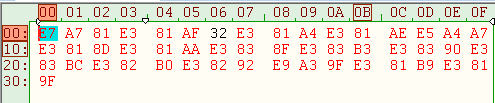 00 01 02 03 04 05 06 07 08 09 0A 0B 0C 0D 0E 0F
00: E7 A7 81 E3 81 AF 32 E3 81 A4 E3 81 AE E5 A4 A7
10: E3 81 8D E3 81 AA E3 83 8F E3 83 B3 E3 83 90 E3
20: 83 BC E3 82 B0 E3 82 92 E9 A3 9F E3 81 B9 E3 81
30: 9F